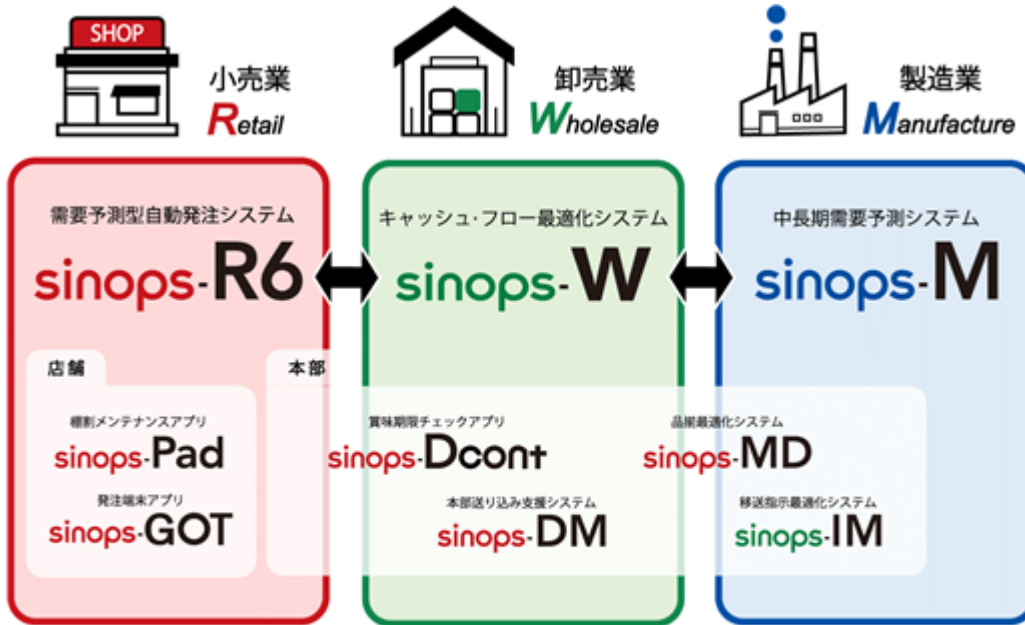 SHOP
小売業
Retail
卸売業
Wholesale
製造業
Manufacture
需要予測型自動発注システム
sinops-R6
キャッシュ・フロー最適化システム
sinops-W
中長期需要予測システム
sinops-M
店舗
棚割メンテナンスアプリ
sinops-Pad
発注端末アプリ
sinops-GOT
本部
賞味期限チェックアプリ
sinops-Dcont
品揃最適化システム
sinops-MD
本部送り込み支援システム
sinops-DM
移送指示最適化システム
sinops-IM